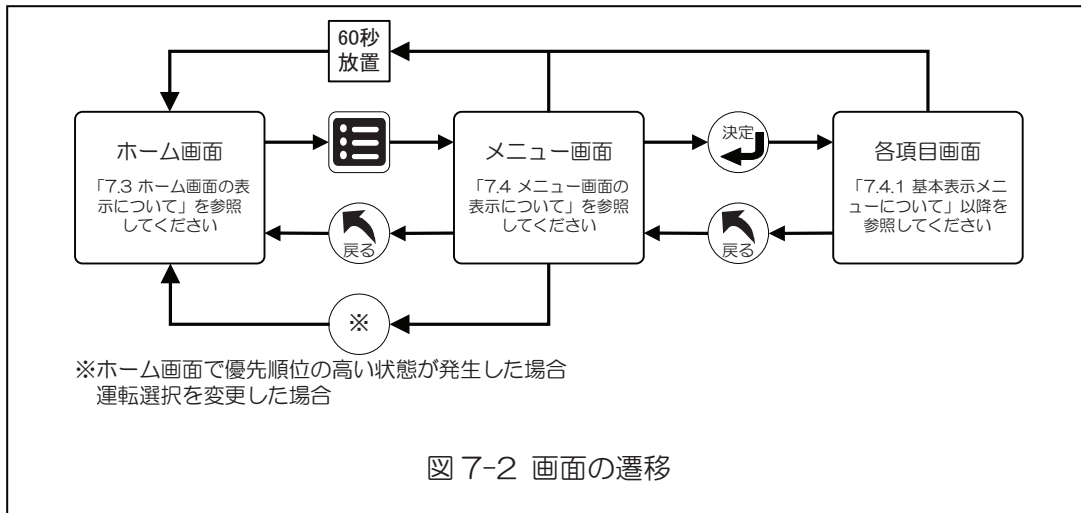 60秒
放置
ホーム画面
「7.3 ホーム画面の表
示について」を参照
してください
メニュー画面
「7.4 メニュー画面の
表示について」を参照
してください
決定
各項目画面
「7.4.1 基本表示メニ
ューについて」以降を
参照してください
戻る
戻る
※
※ホーム画面で優先順位の高い状態が発生した場合
運転選択を変更した場合
図 7-2 画面の遷移